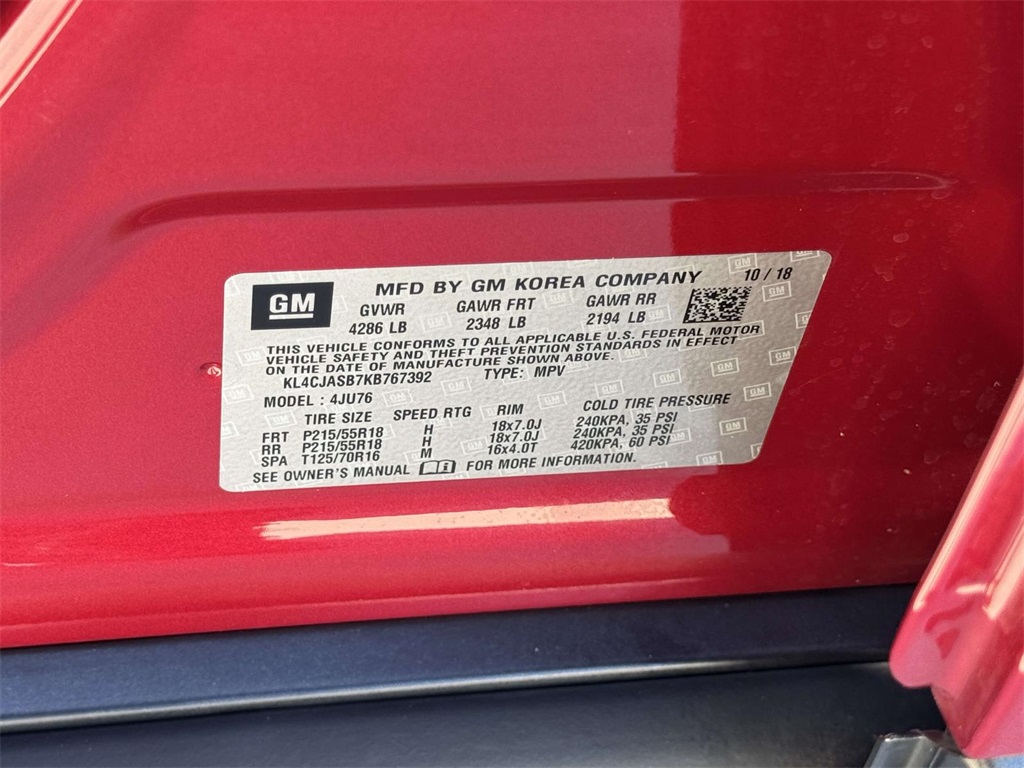 GM
MFD BY GM KOREA COMPANY 10 / 18
GVWR GAWR FRT GAWR RR
4286 LB 2348 LB 2194 LB
THIS VEHICLE CONFORMS TO ALL APPLICABLE U.S. FEDERAL MOTOR
VEHICLE SAFETY AND THEFT PREVENTION STANDARDS IN EFFECT
ON THE DATE OF MANUFACTURE SHOWN ABOVE.
KL4CJASB7KB767392 TYPE: MPV
MODEL : 4JU76
TIRE SIZE SPEED RTG RIM COLD TIRE PRESSURE
FRT P215/55R18 H 18x7.0J 240KPA, 35 PSI
RR P215/55R18 H 18x7.0J 240KPA, 35 PSI
SPA T125/70R16 M 16x4.0T 420KPA, 60 PSI
SEE OWNER'S MANUAL FOR MORE INFORMATION.